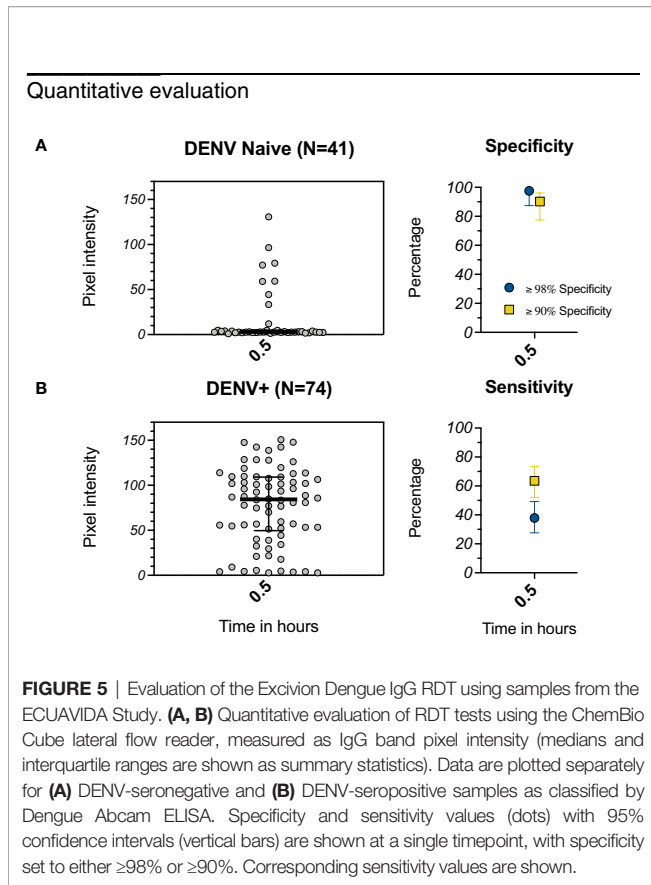 Quantitative evaluation
A
DENV Naive (N=41)
Pixel intensity
150
100
50
0
0.5
Specificity
Percentage
100
80
60
40
20
0
≥ 98% Specificity
≥ 90% Specificity
0.5
B
DENV+ (N=74)
Pixel intensity
150
100
50
0
0.5
Time in hours
Sensitivity
Percentage
100
80
60
40
20
0
0.5
Time in hours
FIGURE 5 | Evaluation of the Excivion Dengue IgG RDT using samples from the
ECUAVIDA Study. (A, B) Quantitative evaluation of RDT tests using the ChemBio
Cube lateral flow reader, measured as IgG band pixel intensity (medians and
interquartile ranges are shown as summary statistics). Data are plotted separately
for (A) DENV-seronegative and (B) DENV-seropositive samples as classified by
Dengue Abcam ELISA. Specificity and sensitivity values (dots) with 95%
confidence intervals (vertical bars) are shown at a single timepoint, with specificity
set to either ≥98% or ≥90%. Corresponding sensitivity values are shown.